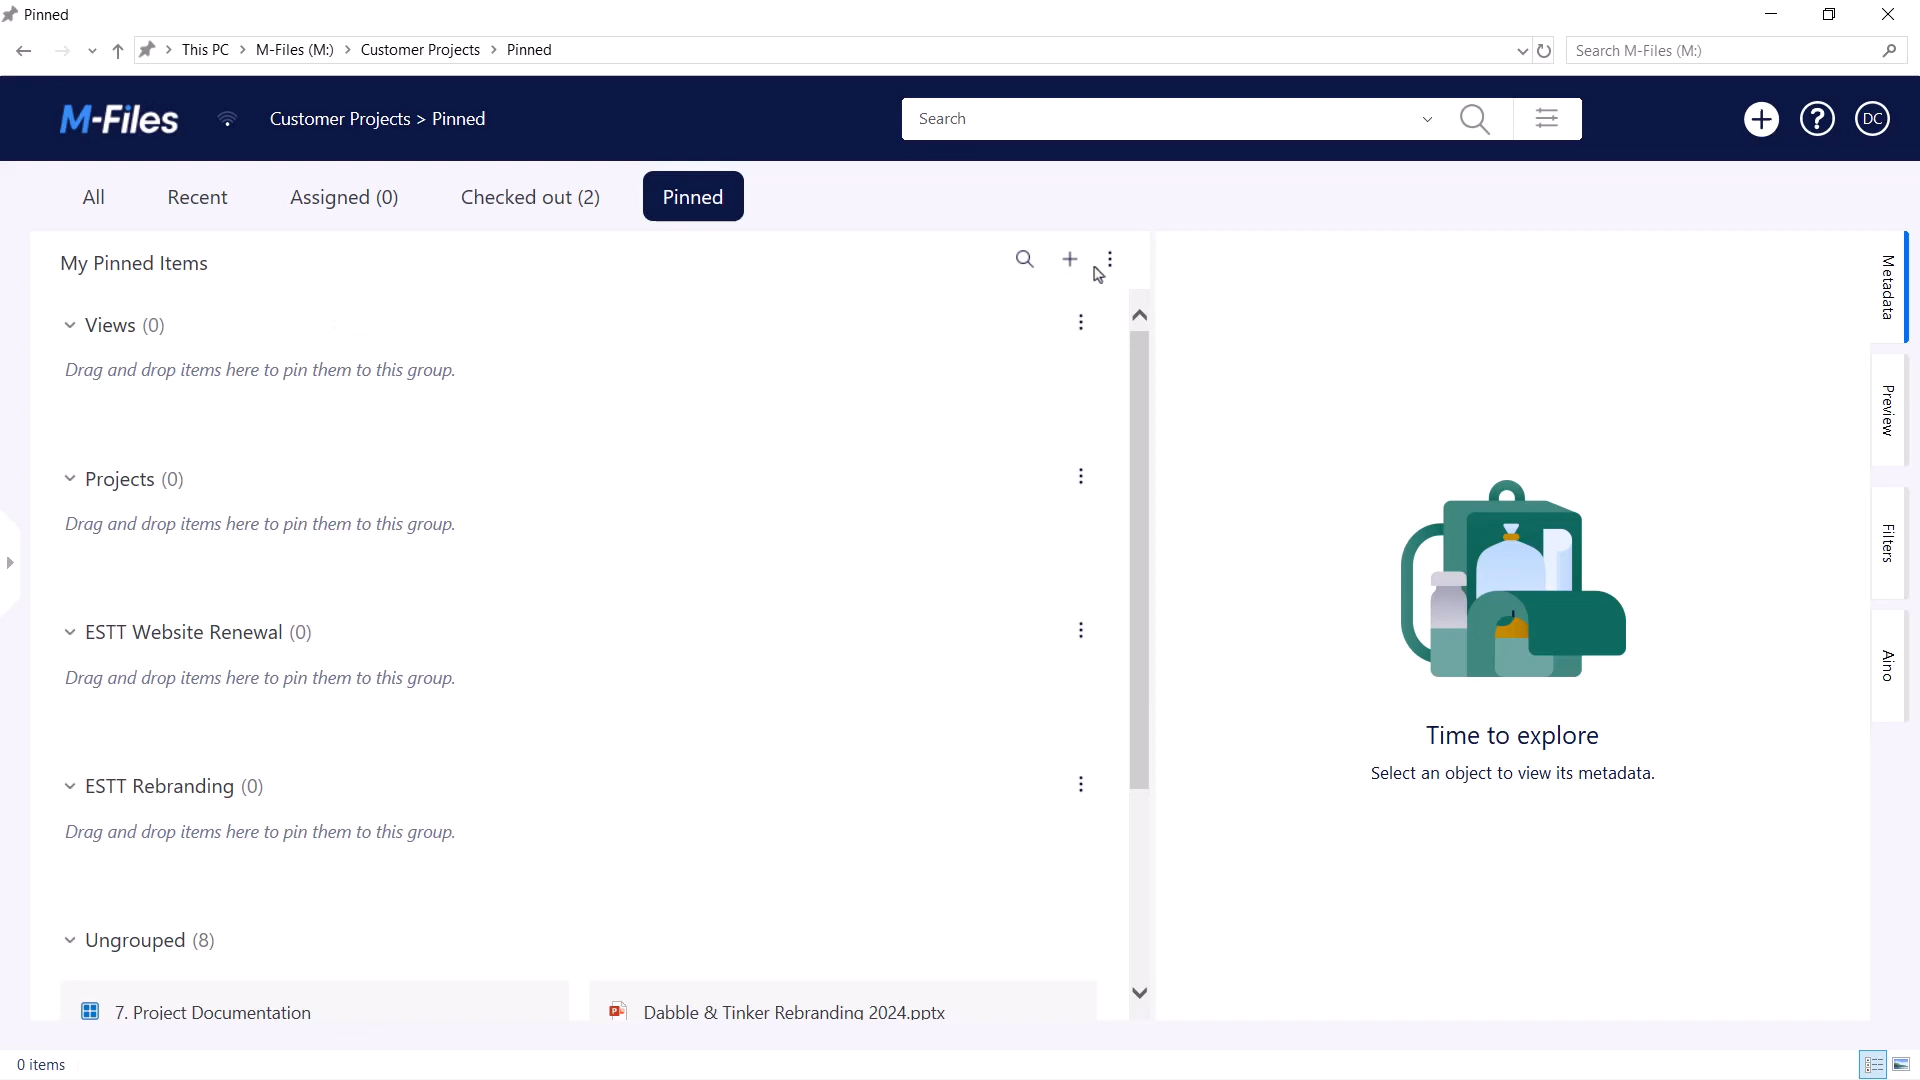 Pinned
This PC > M-Files (M:) > Customer Projects > Pinned
Search M-Files (M:)
M-Files
Customer Projects > Pinned
Search
DC
All
Recent
Assigned (0)
Checked out (2)
Pinned
My Pinned Items
Views (0)
Drag and drop items here to pin them to this group.
Projects (0)
Drag and drop items here to pin them to this group.
ESTT Website Renewal (0)
Drag and drop items here to pin them to this group.
ESTT Rebranding (0)
Drag and drop items here to pin them to this group.
Ungrouped (8)
7. Project Documentation
Dabble & Tinker Rebranding 2024.pptx
Time to explore
Select an object to view its metadata.
Metadata
Preview
Filters
Aino
0 items